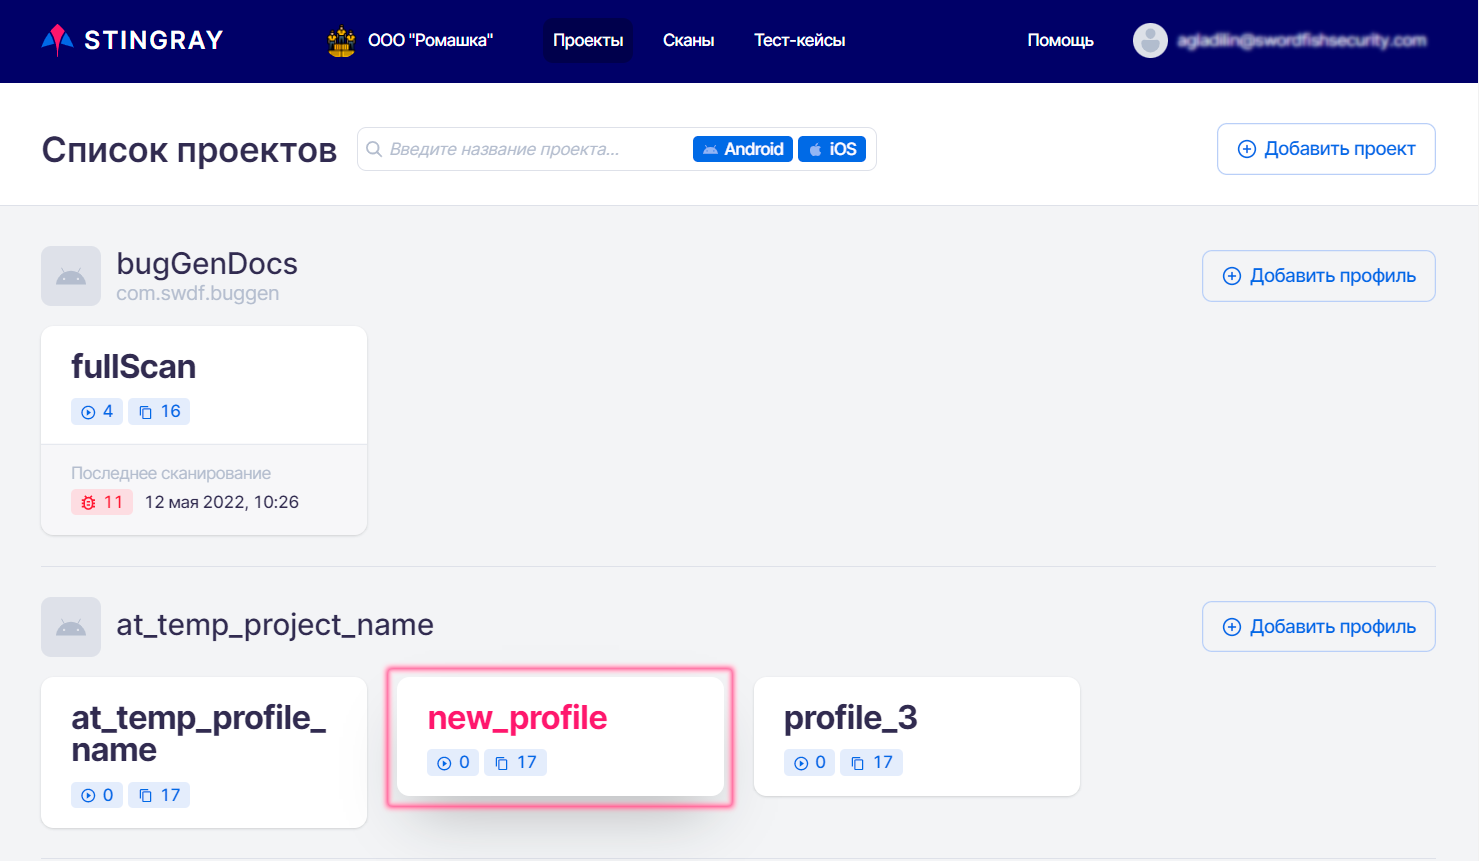 STINGRAY
ООО "Ромашка"
Проекты
Сканы
Тест-кейсы
Помощь
Список проектов
Введите название проекта...
Android
iOS
Добавить проект
bugGenDocs
com.swdf.buggen
Добавить профиль
fullScan
4
16
Последнее сканирование
11
12 мая 2022, 10:26
at_temp_project_name
Добавить профиль
at_temp_profile_
name
0
17
new_profile
0
17
profile_3
0
17